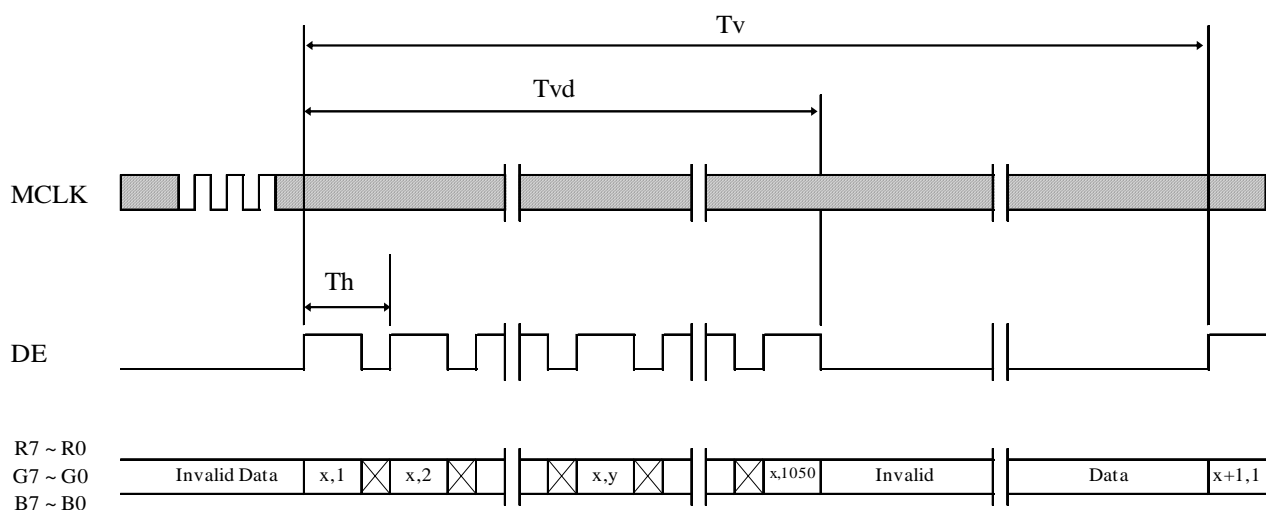 Tv
Tvd
MCLK
Th
DE
R7 ~ R0
G7 ~ G0
B7 ~ B0
Invalid Data x,1 x,2 x,y x,1050 Invalid Data x+1,1